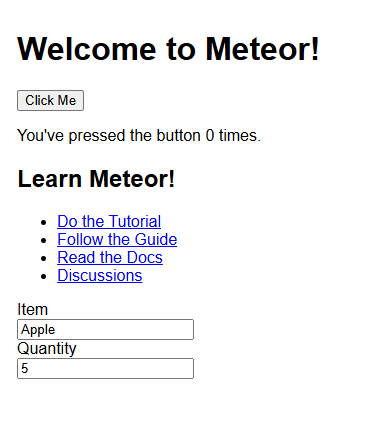 Welcome to Meteor!
Click Me
You've pressed the button 0 times.
Learn Meteor!
Do the Tutorial
Follow the Guide
Read the Docs
Discussions
Item
Apple
Quantity
5